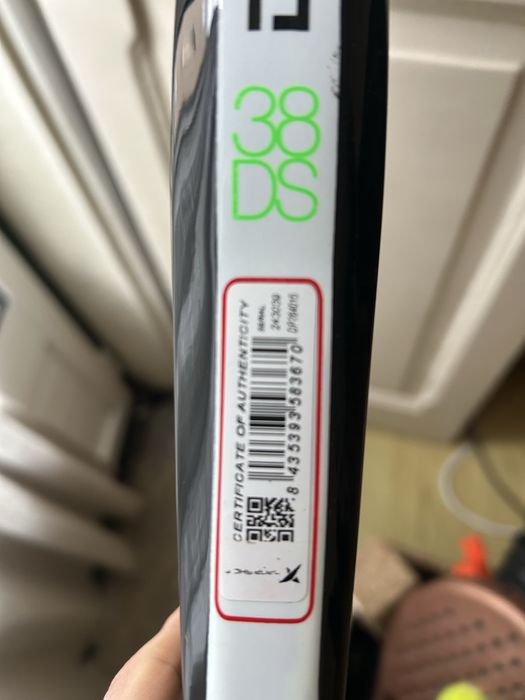 38
DS
CERTIFICATE OF AUTHENTICITY
SERIAL
8 435393 583670